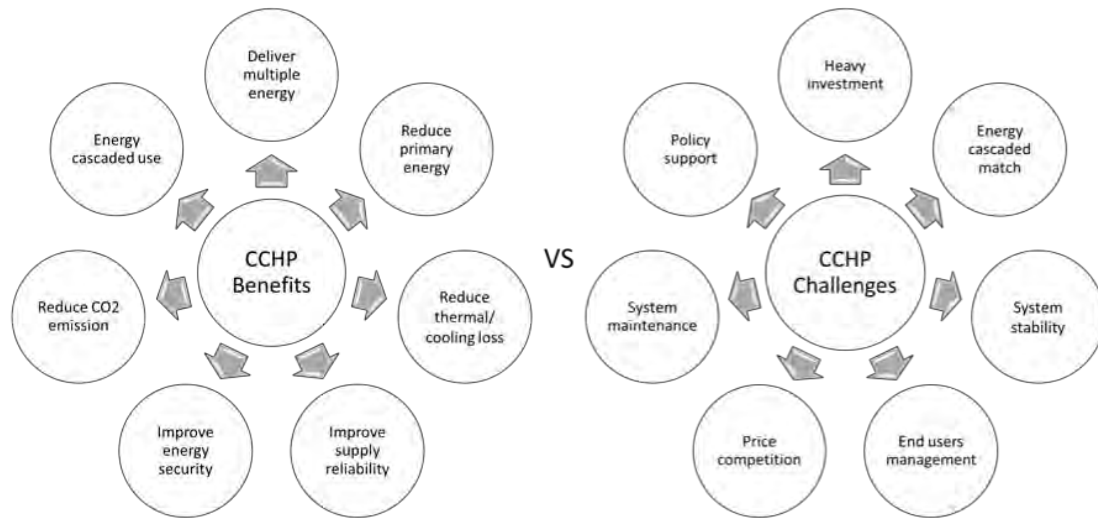 Deliver
multiple
energy
Reduce
primary
energy
Reduce
thermal/
cooling loss
Improve
supply
reliability
Improve
energy
security
Reduce CO2
emission
Energy
cascaded use
CCHP
Benefits
VS
Heavy
investment
Energy
cascaded
match
System
stability
End users
management
Price
competition
System
maintenance
Policy
support
CCHP
Challenges